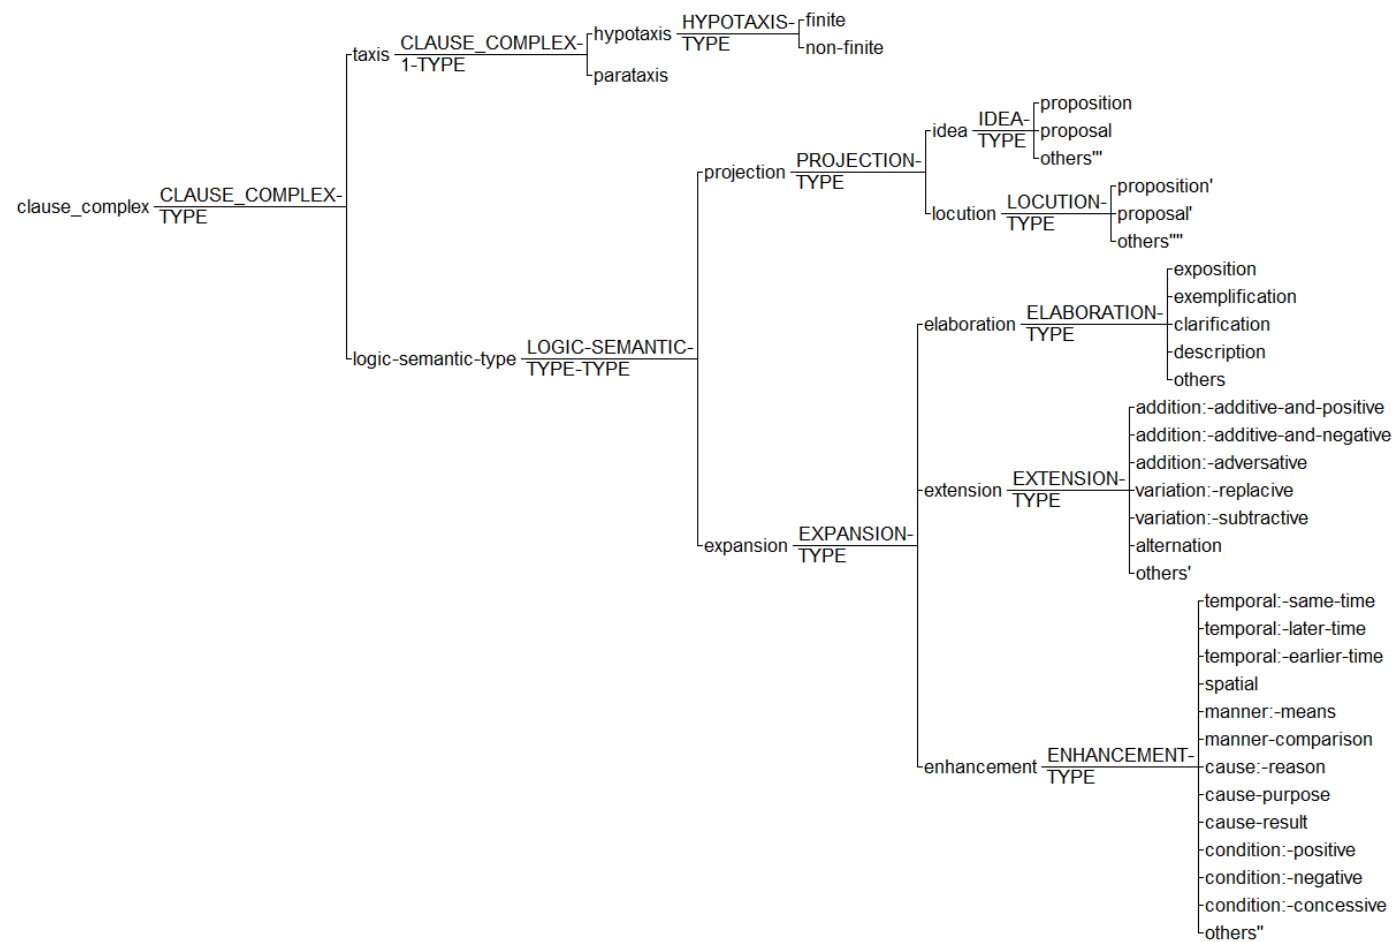 clause_complex
CLAUSE_COMPLEX-
TYPE
taxis
CLAUSE_COMPLEX-
1-TYPE
hypotaxis
HYPOTAXIS-
TYPE
finite
non-finite
parataxis
logic-semantic-type
LOGIC-SEMANTIC-
TYPE-TYPE
projection
PROJECTION-
TYPE
idea
IDEA-
TYPE
proposition
proposal
others'''
locution
LOCUTION-
TYPE
proposition'
proposal'
others''''
expansion
EXPANSION-
TYPE
elaboration
ELABORATION-
TYPE
exposition
exemplification
clarification
description
others
extension
EXTENSION-
TYPE
addition:-additive-and-positive
addition:-additive-and-negative
addition:-adversative
variation:-replacive
variation:-subtractive
alternation
others'
enhancement
ENHANCEMENT-
TYPE
temporal:-same-time
temporal:-later-time
temporal:-earlier-time
spatial
manner:-means
manner-comparison
cause:-reason
cause-purpose
cause-result
condition:-positive
condition:-negative
condition:-concessive
others''